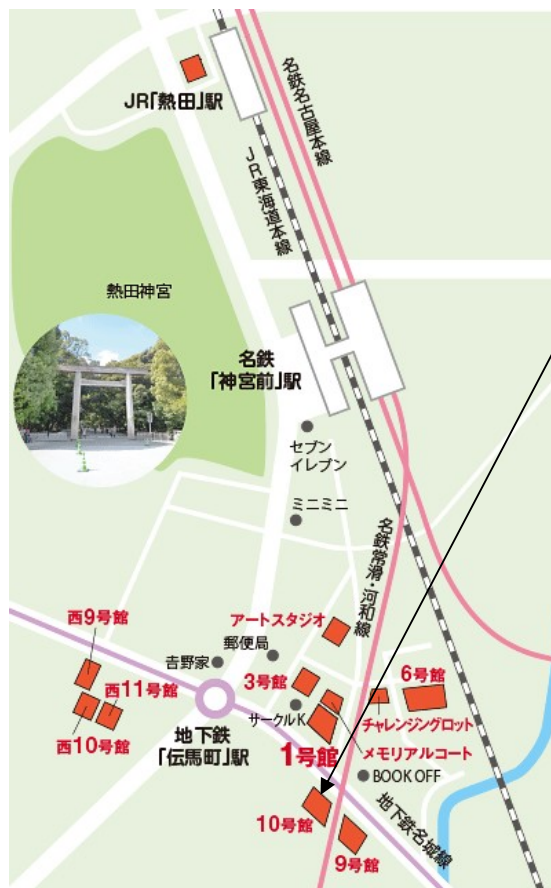 JR「熱田」駅
名鉄名古屋本線
JR東海道本線
熱田神宮
名鉄
「神宮前」駅
セブン
イレブン
ミニミニ
名鉄常滑・河和線
アートスタジオ
西9号館
郵便局
吉野家
3号館
6号館
西11号館
サークルK
チャレンジングロット
西10号館
地下鉄
「伝馬町」駅
1号館
メモリアルコート
BOOK OFF
10号館
地下鉄名城線
9号館